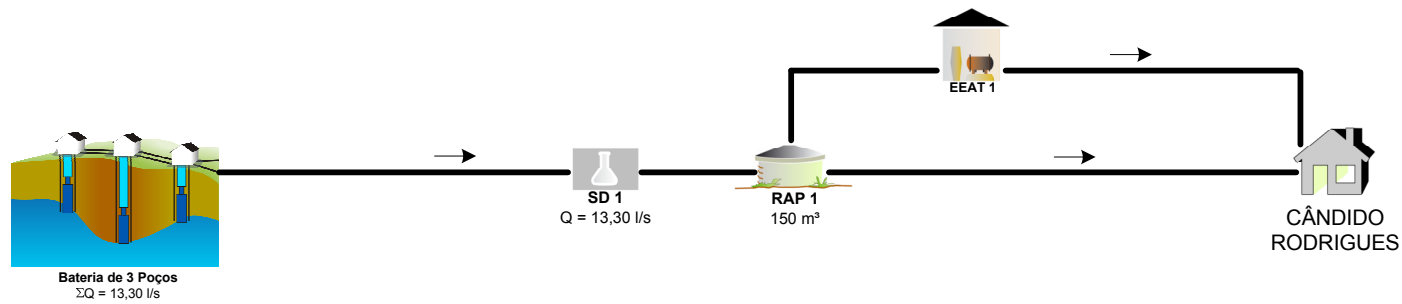 EEAT 1
SD 1
Q = 13,30 l/s
RAP 1
150 m³
CÂNDIDO
RODRIGUES
Bateria de 3 Poços
ΣQ = 13,30 l/s